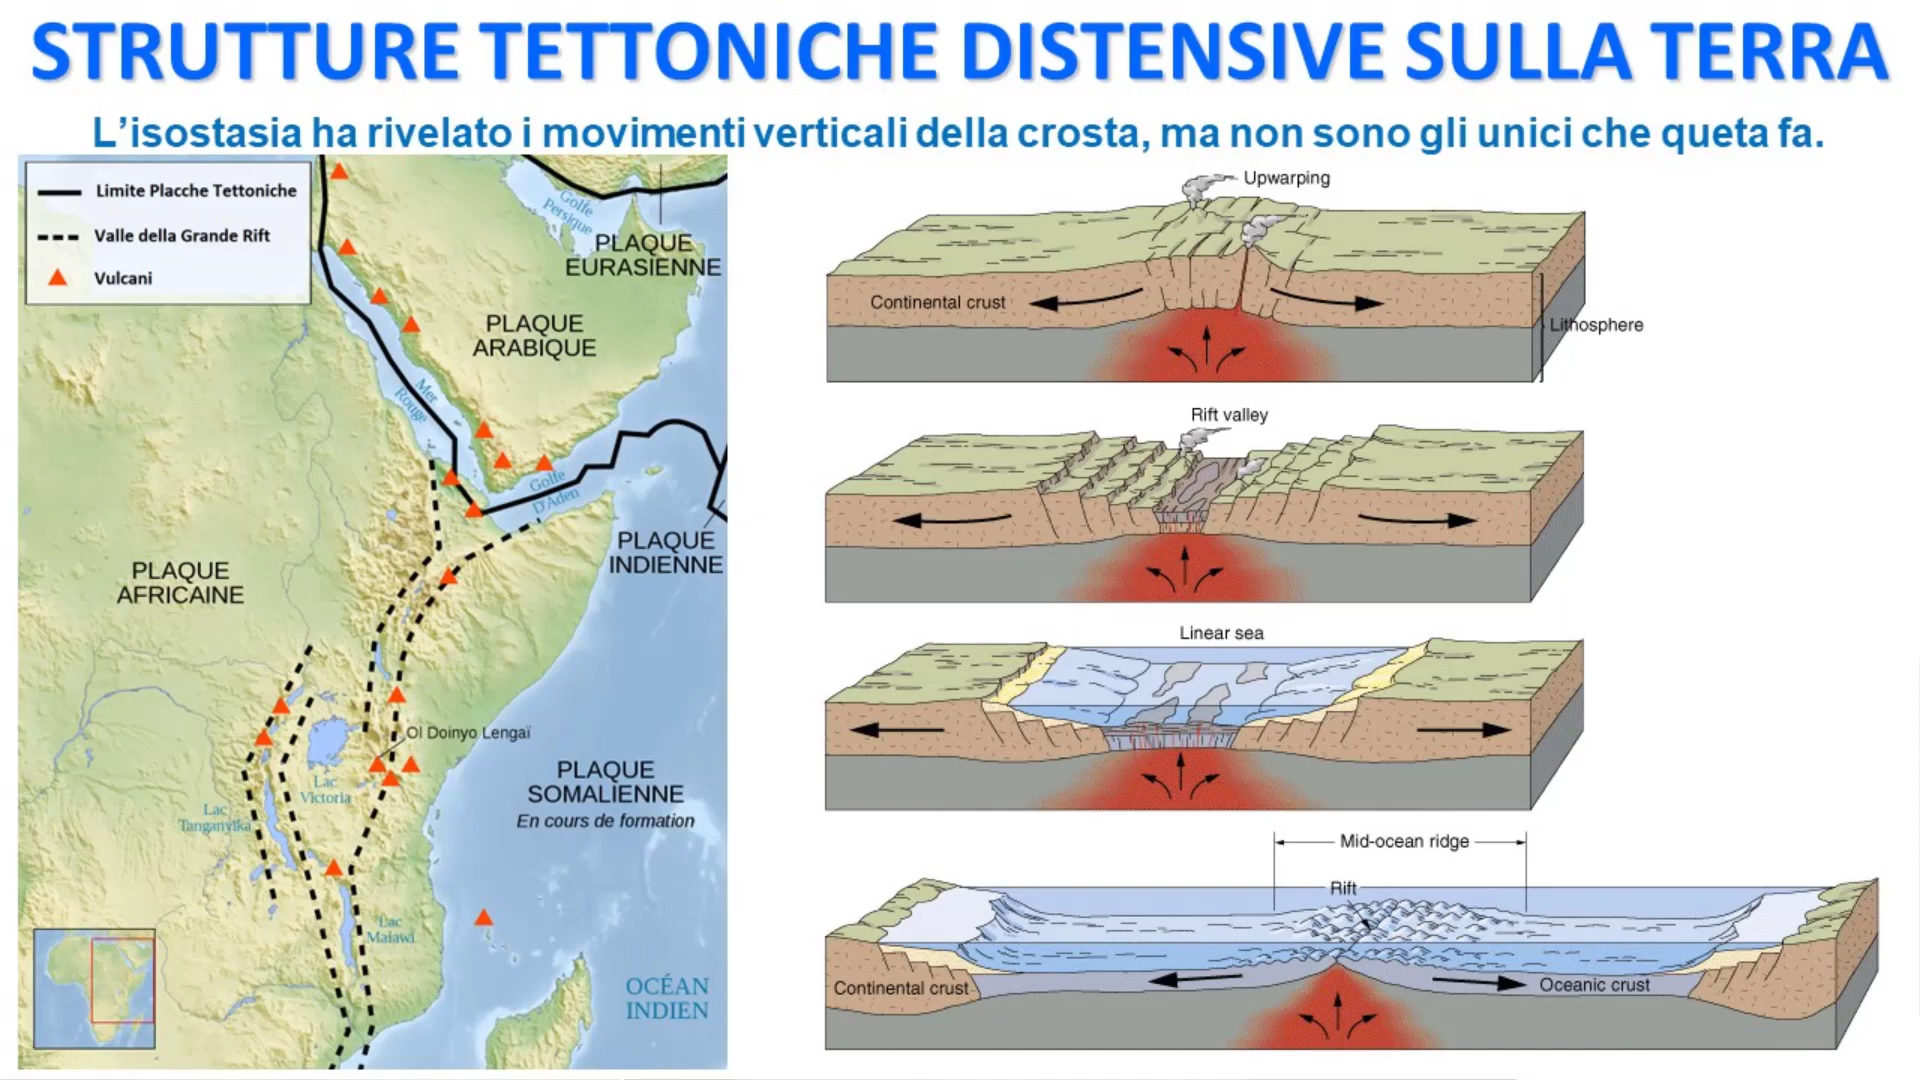 STRUTTURE TETTONICHE DISTENSIVE SULLA TERRA
L'isostasia ha rivelato i movimenti verticali della crosta, ma non sono gli unici che queta fa.
Limite Placche Tettoniche
Valle della Grande Rift
Vulcani
Golfe
Persique
PLAQUE
EURASIENNE
PLAQUE
ARABIQUE
Mer
Rouge
Golfe
D'Aden
PLAQUE
INDIENNE
PLAQUE
AFRICAINE
Ol Doinyo Lengaï
Lac
Victoria
Lac
Tanganyika
PLAQUE
SOMALIENNE
En cours de formation
Lac
Malawi
OCÉAN
INDIEN
Upwarping
Continental crust
Lithosphere
Rift valley
Linear sea
Mid-ocean ridge
Rift
Continental crust
Oceanic crust